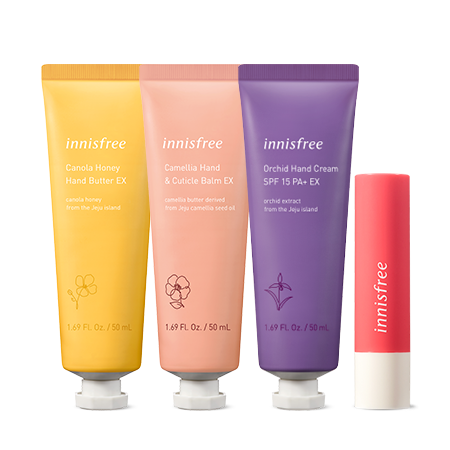 innisfree
Canola Honey
Hand Butter EX
canola honey
from the Jeju island
1.69 Fl. Oz. / 50 mL
innisfree
Camellia Hand
& Cuticle Balm EX
camellia butter derived
from Jeju camellia seed oil
1.69 Fl. Oz. / 50 mL
innisfree
Orchid Hand Cream
SPF 15 PA+ EX
orchid extract
from the Jeju island
1.69 Fl. Oz. / 50 mL
innisfree